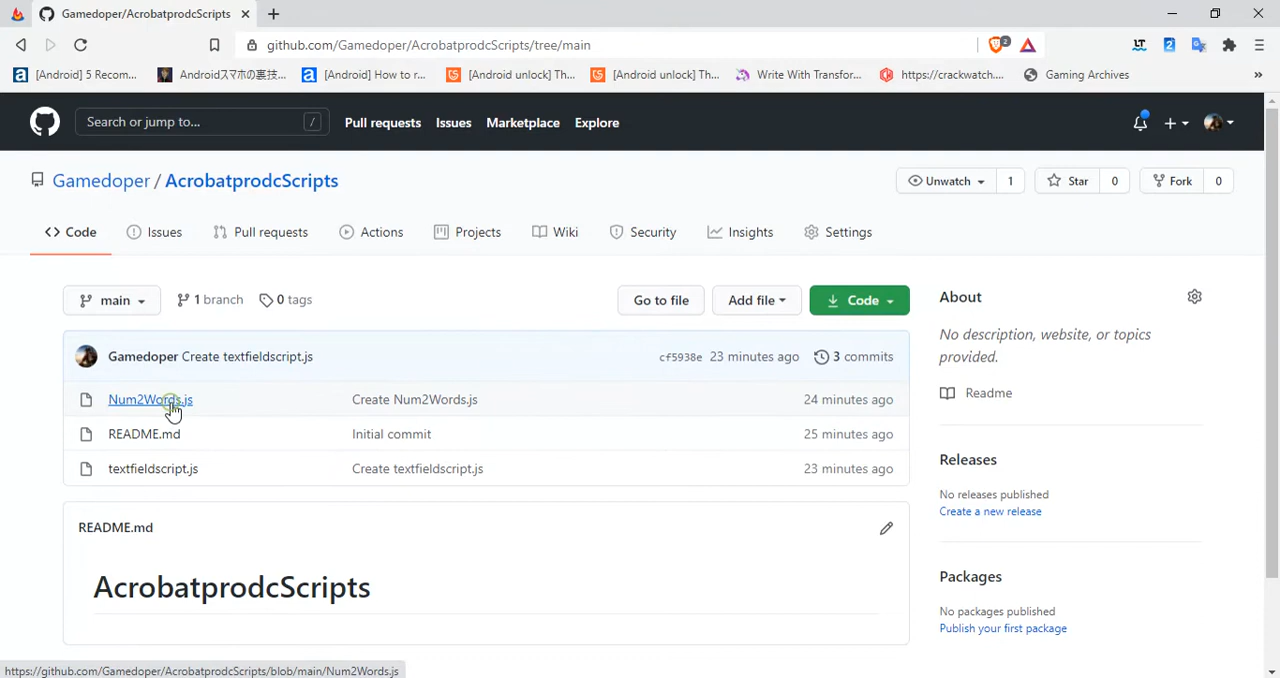 Gamedoper/AcrobatprodcScripts
github.com/Gamedoper/AcrobatprodcScripts/tree/main
2
LT
2
[Android] 5 Recom...
Androidスマホの裏技...
[Android] How to r...
[Android unlock] Th...
[Android unlock] Th...
Write With Transfor...
https://crackwatch....
Gaming Archives
»
Search or jump to...
/
Pull requests
Issues
Marketplace
Explore
Gamedoper / AcrobatprodcScripts
Unwatch 1
Star 0
Fork 0
<> Code
Issues
Pull requests
Actions
Projects
Wiki
Security
Insights
Settings
main
1 branch
0 tags
Go to file
Add file
Code
Gamedoper Create textfieldscript.js
cf5938e 23 minutes ago
3 commits
Num2Words.js Create Num2Words.js 24 minutes ago
README.md Initial commit 25 minutes ago
textfieldscript.js Create textfieldscript.js 23 minutes ago
README.md
AcrobatprodcScripts
About
No description, website, or topics
provided.
Readme
Releases
No releases published
Create a new release
Packages
No packages published
Publish your first package
https://github.com/Gamedoper/AcrobatprodcScripts/blob/main/Num2Words.js